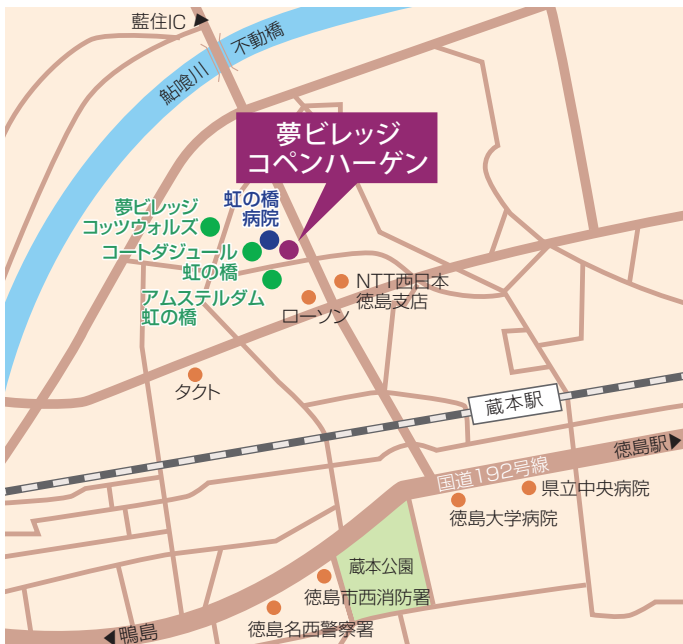 藍住IC
不動橋
鮎喰川
夢ビレッジ
コペンハーゲン
虹の橋
病院
夢ビレッジ
コッツウォルズ
コートダジュール
虹の橋
アムステルダム
虹の橋
NTT西日本
徳島支店
ローソン
タクト
蔵本駅
徳島駅
国道192号線
県立中央病院
徳島大学病院
蔵本公園
徳島市西消防署
徳島名西警察署
鴨島